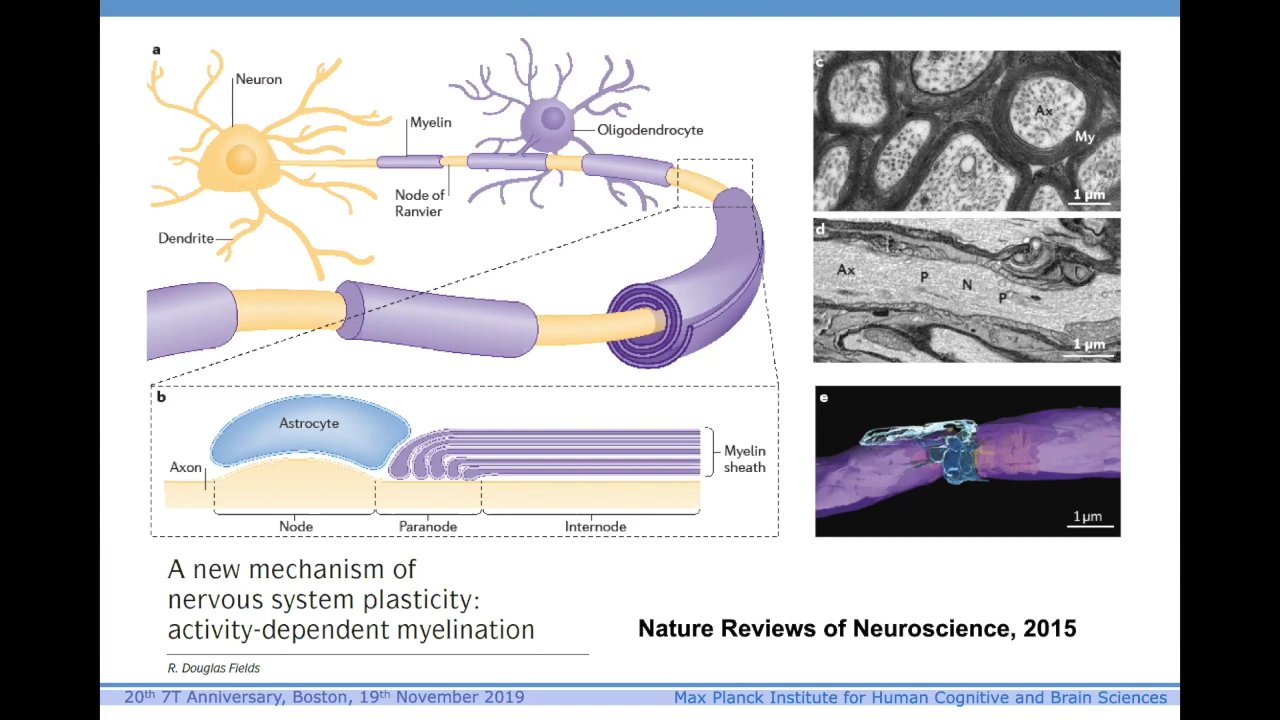 a
Neuron
Myelin
Oligodendrocyte
Node of
Ranvier
Dendrite
b
Astrocyte
Axon
Myelin
sheath
Node
Paranode
Internode
c
Ax
My
1 µm
d
Ax
P
N
P
1 µm
e
1 µm
A new mechanism of
nervous system plasticity:
activity-dependent myelination
R. Douglas Fields
Nature Reviews of Neuroscience, 2015
20th 7T Anniversary, Boston, 19th November 2019
Max Planck Institute for Human Cognitive and Brain Sciences